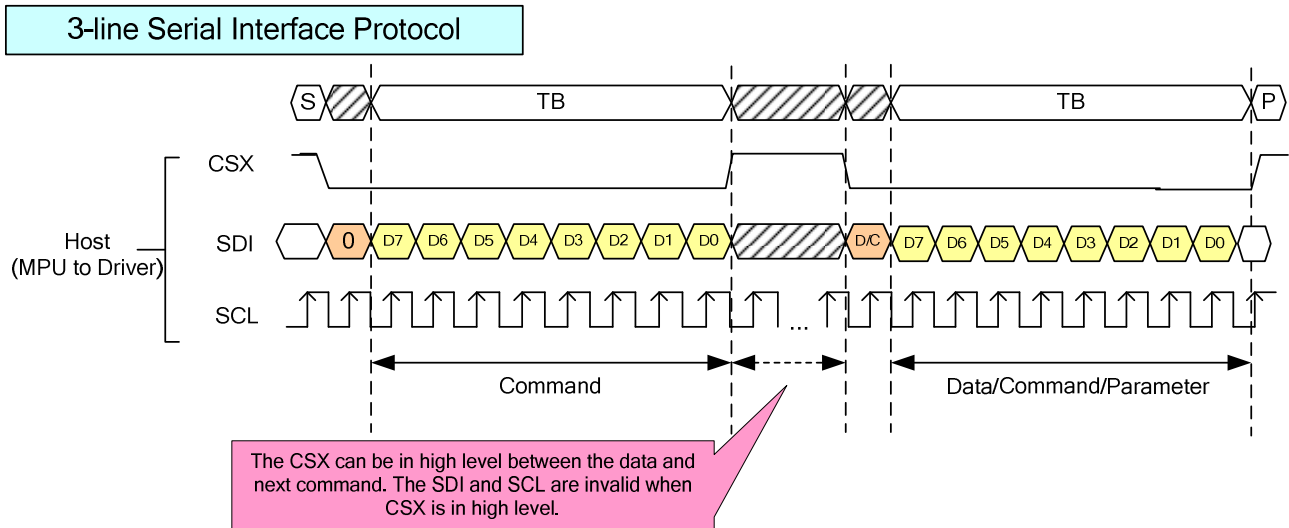 3-line Serial Interface Protocol
S TB TB P
CSX
Host
(MPU to Driver)
SDI 0 D7 D6 D5 D4 D3 D2 D1 D0 D/C D7 D6 D5 D4 D3 D2 D1 D0
SCL ...
Command Data/Command/Parameter
The CSX can be in high level between the data and
next command. The SDI and SCL are invalid when
CSX is in high level.